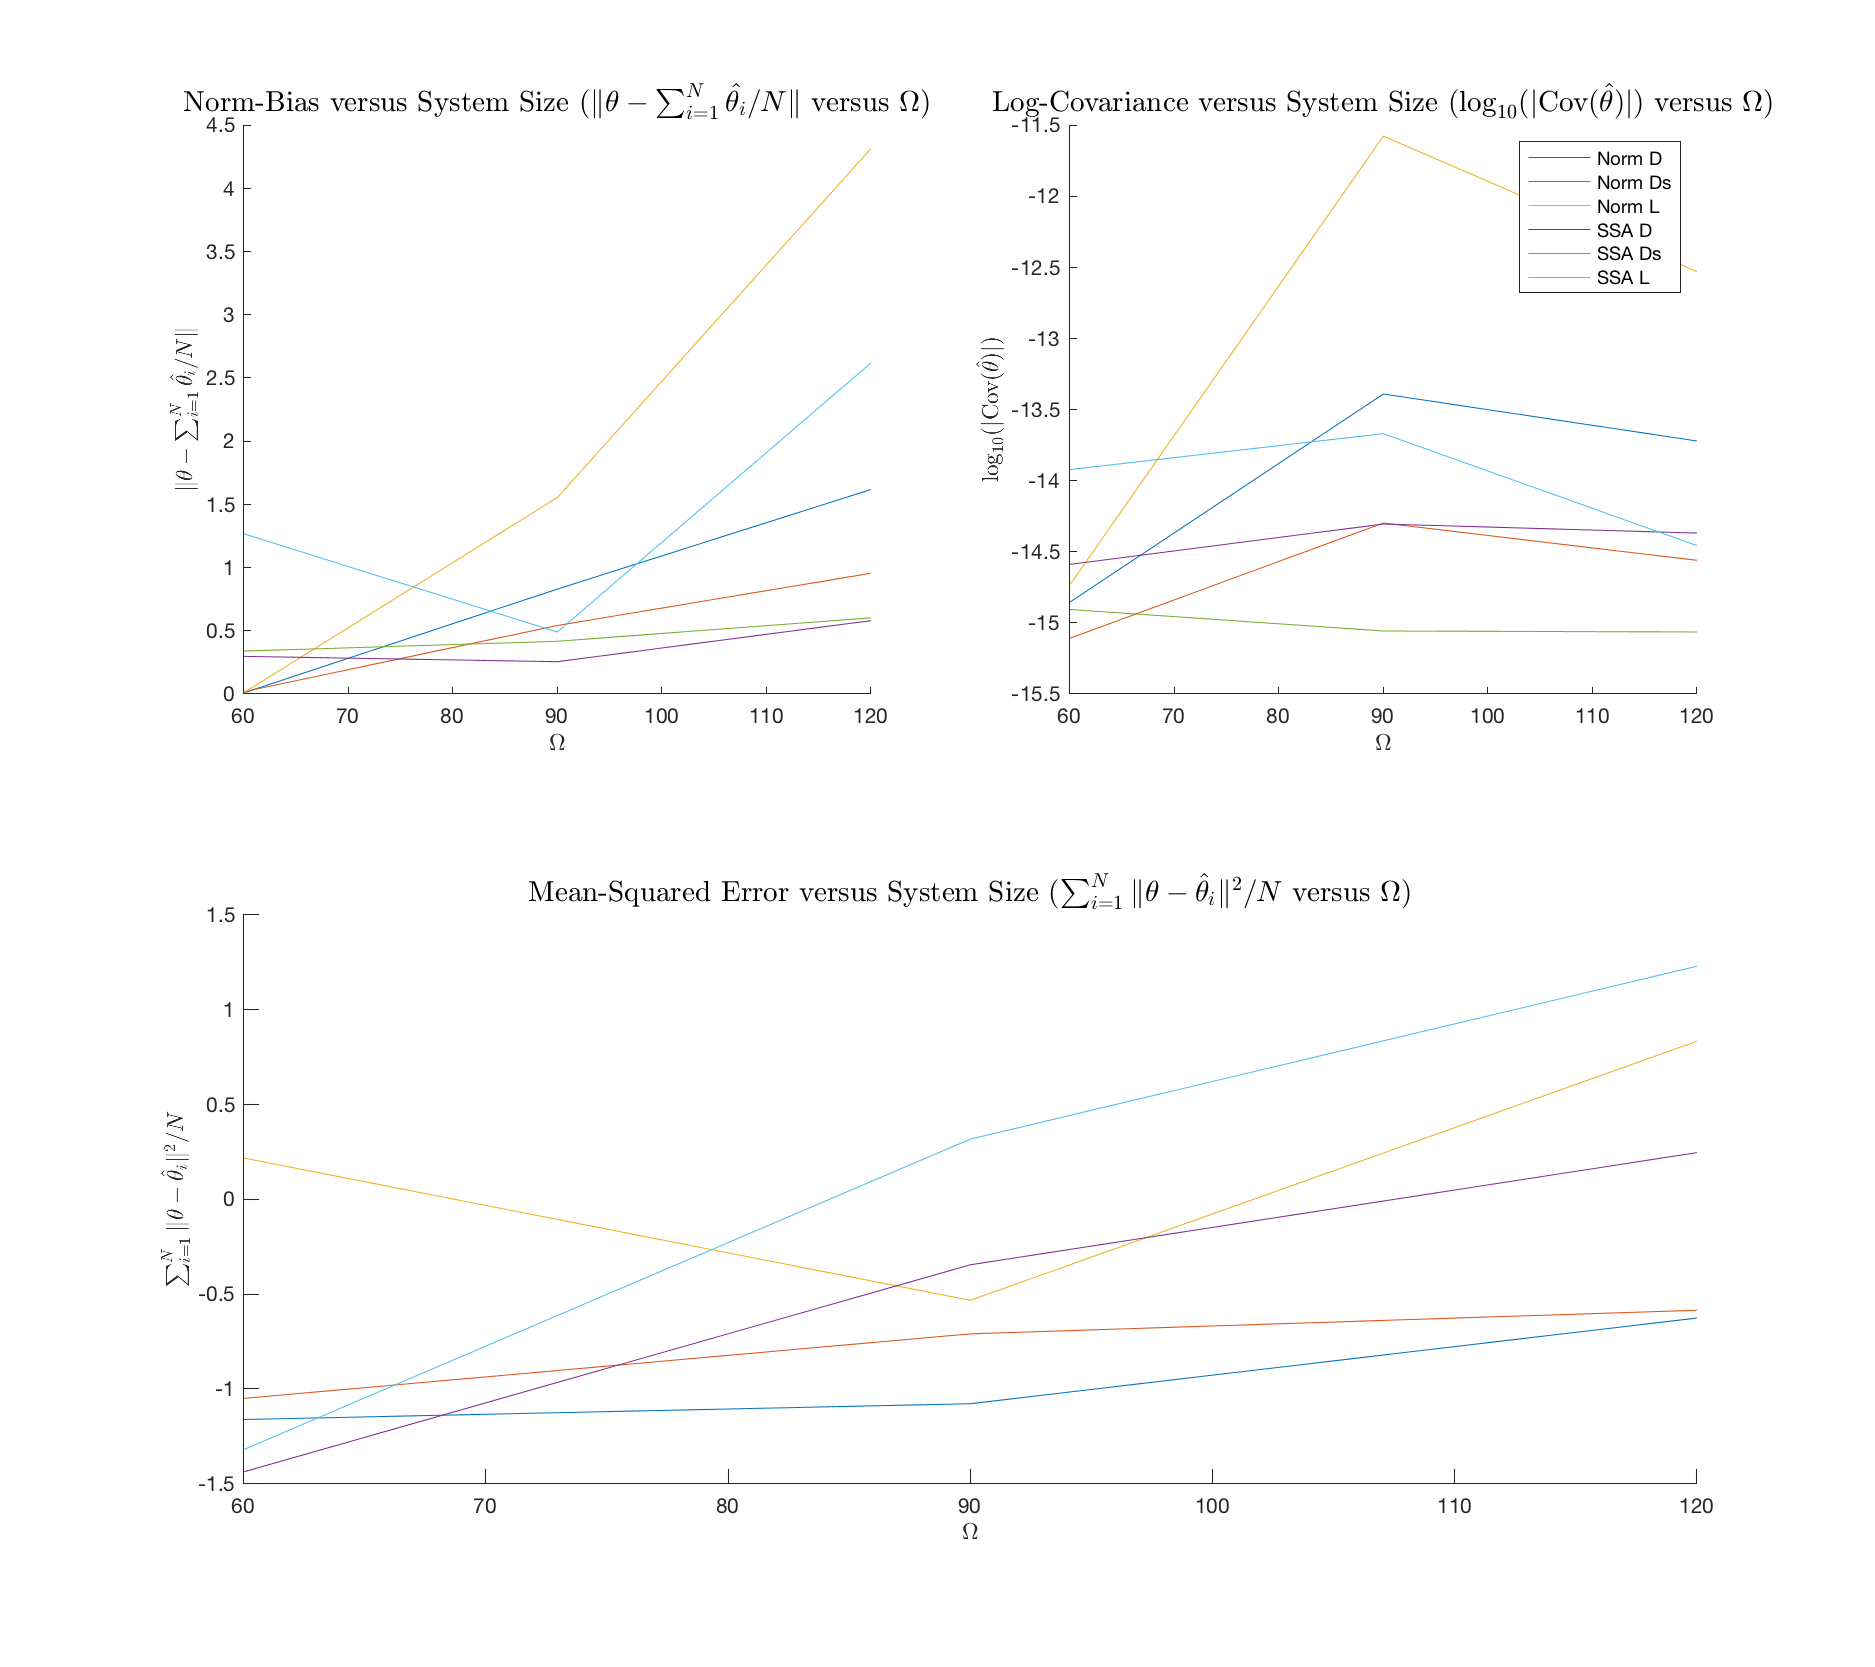 Norm-Bias versus System Size (‖θ − ∑_{i=1}^{N} θ̂_i/N‖ versus Ω)
4.5
4
3.5
3
2.5
2
1.5
1
0.5
0
||θ − ∑_{i=1}^{N} θ̂_i/N||
60 70 80 90 100 110 120
Ω
Log-Covariance versus System Size (log₁₀(|Cov(θ̂)|) versus Ω)
-11.5
-12
-12.5
-13
-13.5
-14
-14.5
-15
-15.5
log₁₀(|Cov(θ̂)|)
Norm D
Norm Ds
Norm L
SSA D
SSA Ds
SSA L
60 70 80 90 100 110 120
Ω
Mean-Squared Error versus System Size (∑_{i=1}^{N} ‖θ − θ̂_i‖²/N versus Ω)
1.5
1
0.5
0
-0.5
-1
-1.5
∑_{i=1}^{N} ||θ − θ̂_i||²/N
60 70 80 90 100 110 120
Ω